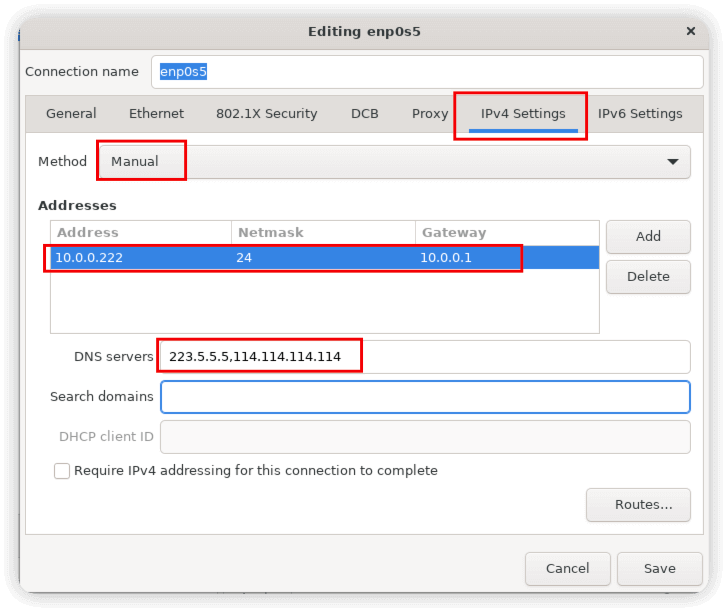 Editing enp0s5
Connection name enp0s5
General Ethernet 802.1X Security DCB Proxy IPv4 Settings IPv6 Settings
Method Manual
Addresses
Address Netmask Gateway
10.0.0.222 24 10.0.0.1
Add
Delete
DNS servers 223.5.5.5,114.114.114.114
Search domains
DHCP client ID
Require IPv4 addressing for this connection to complete
Routes...
Cancel Save